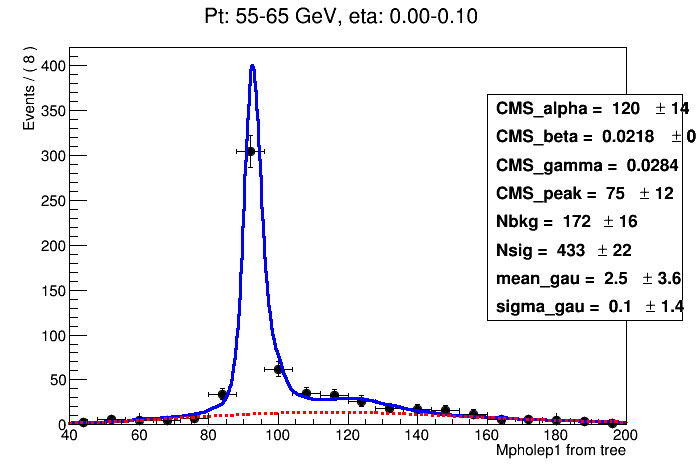 Pt: 55-65 GeV, eta: 0.00-0.10
Events / ( 8 )
400
350
300
250
200
150
100
50
0
40 60 80 100 120 140 160 180 200
Mpholep1 from tree
CMS_alpha = 120 ± 14
CMS_beta = 0.0218 ± 0
CMS_gamma = 0.0284
CMS_peak = 75 ± 12
Nbkg = 172 ± 16
Nsig = 433 ± 22
mean_gau = 2.5 ± 3.6
sigma_gau = 0.1 ± 1.4